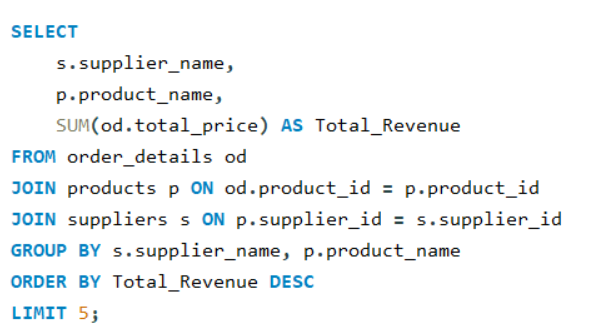 SELECT
    s.supplier_name,
    p.product_name,
    SUM(od.total_price) AS Total_Revenue
FROM order_details od
JOIN products p ON od.product_id = p.product_id
JOIN suppliers s ON p.supplier_id = s.supplier_id
GROUP BY s.supplier_name, p.product_name
ORDER BY Total_Revenue DESC
LIMIT 5;